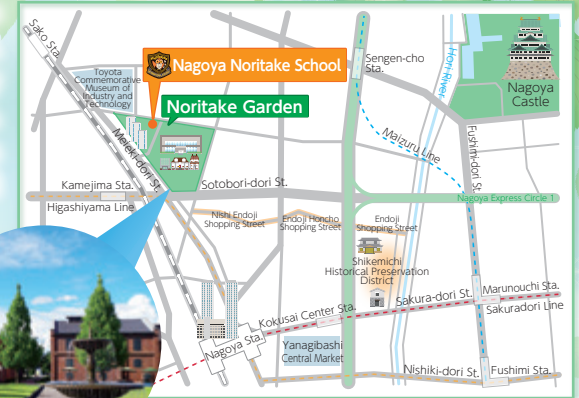 Sako Sta.
Toyota
Commemorative
Museum of
Industry and
Technology
Nagoya Noritake School
Noritake Garden
Sengen-cho
Sta.
Hori River
Nagoya
Castle
Meieki-dori St.
Maizuru Line
Fushimi-dori St.
Kamejima Sta.
Higashiyama Line
Sotobori-dori St.
Nagoya Express Circle 1
Nishi Endoji
Shopping Street
Endoji Honcho
Shopping Street
Endoji
Shopping Street
Shikemichi
Historical Preservation
District
Kokusai Center Sta.
Sakura-dori St.
Marunouchi Sta.
Sakuradori Line
Nagoya Sta.
Yanagibashi
Central Market
Nishiki-dori St.
Fushimi Sta.